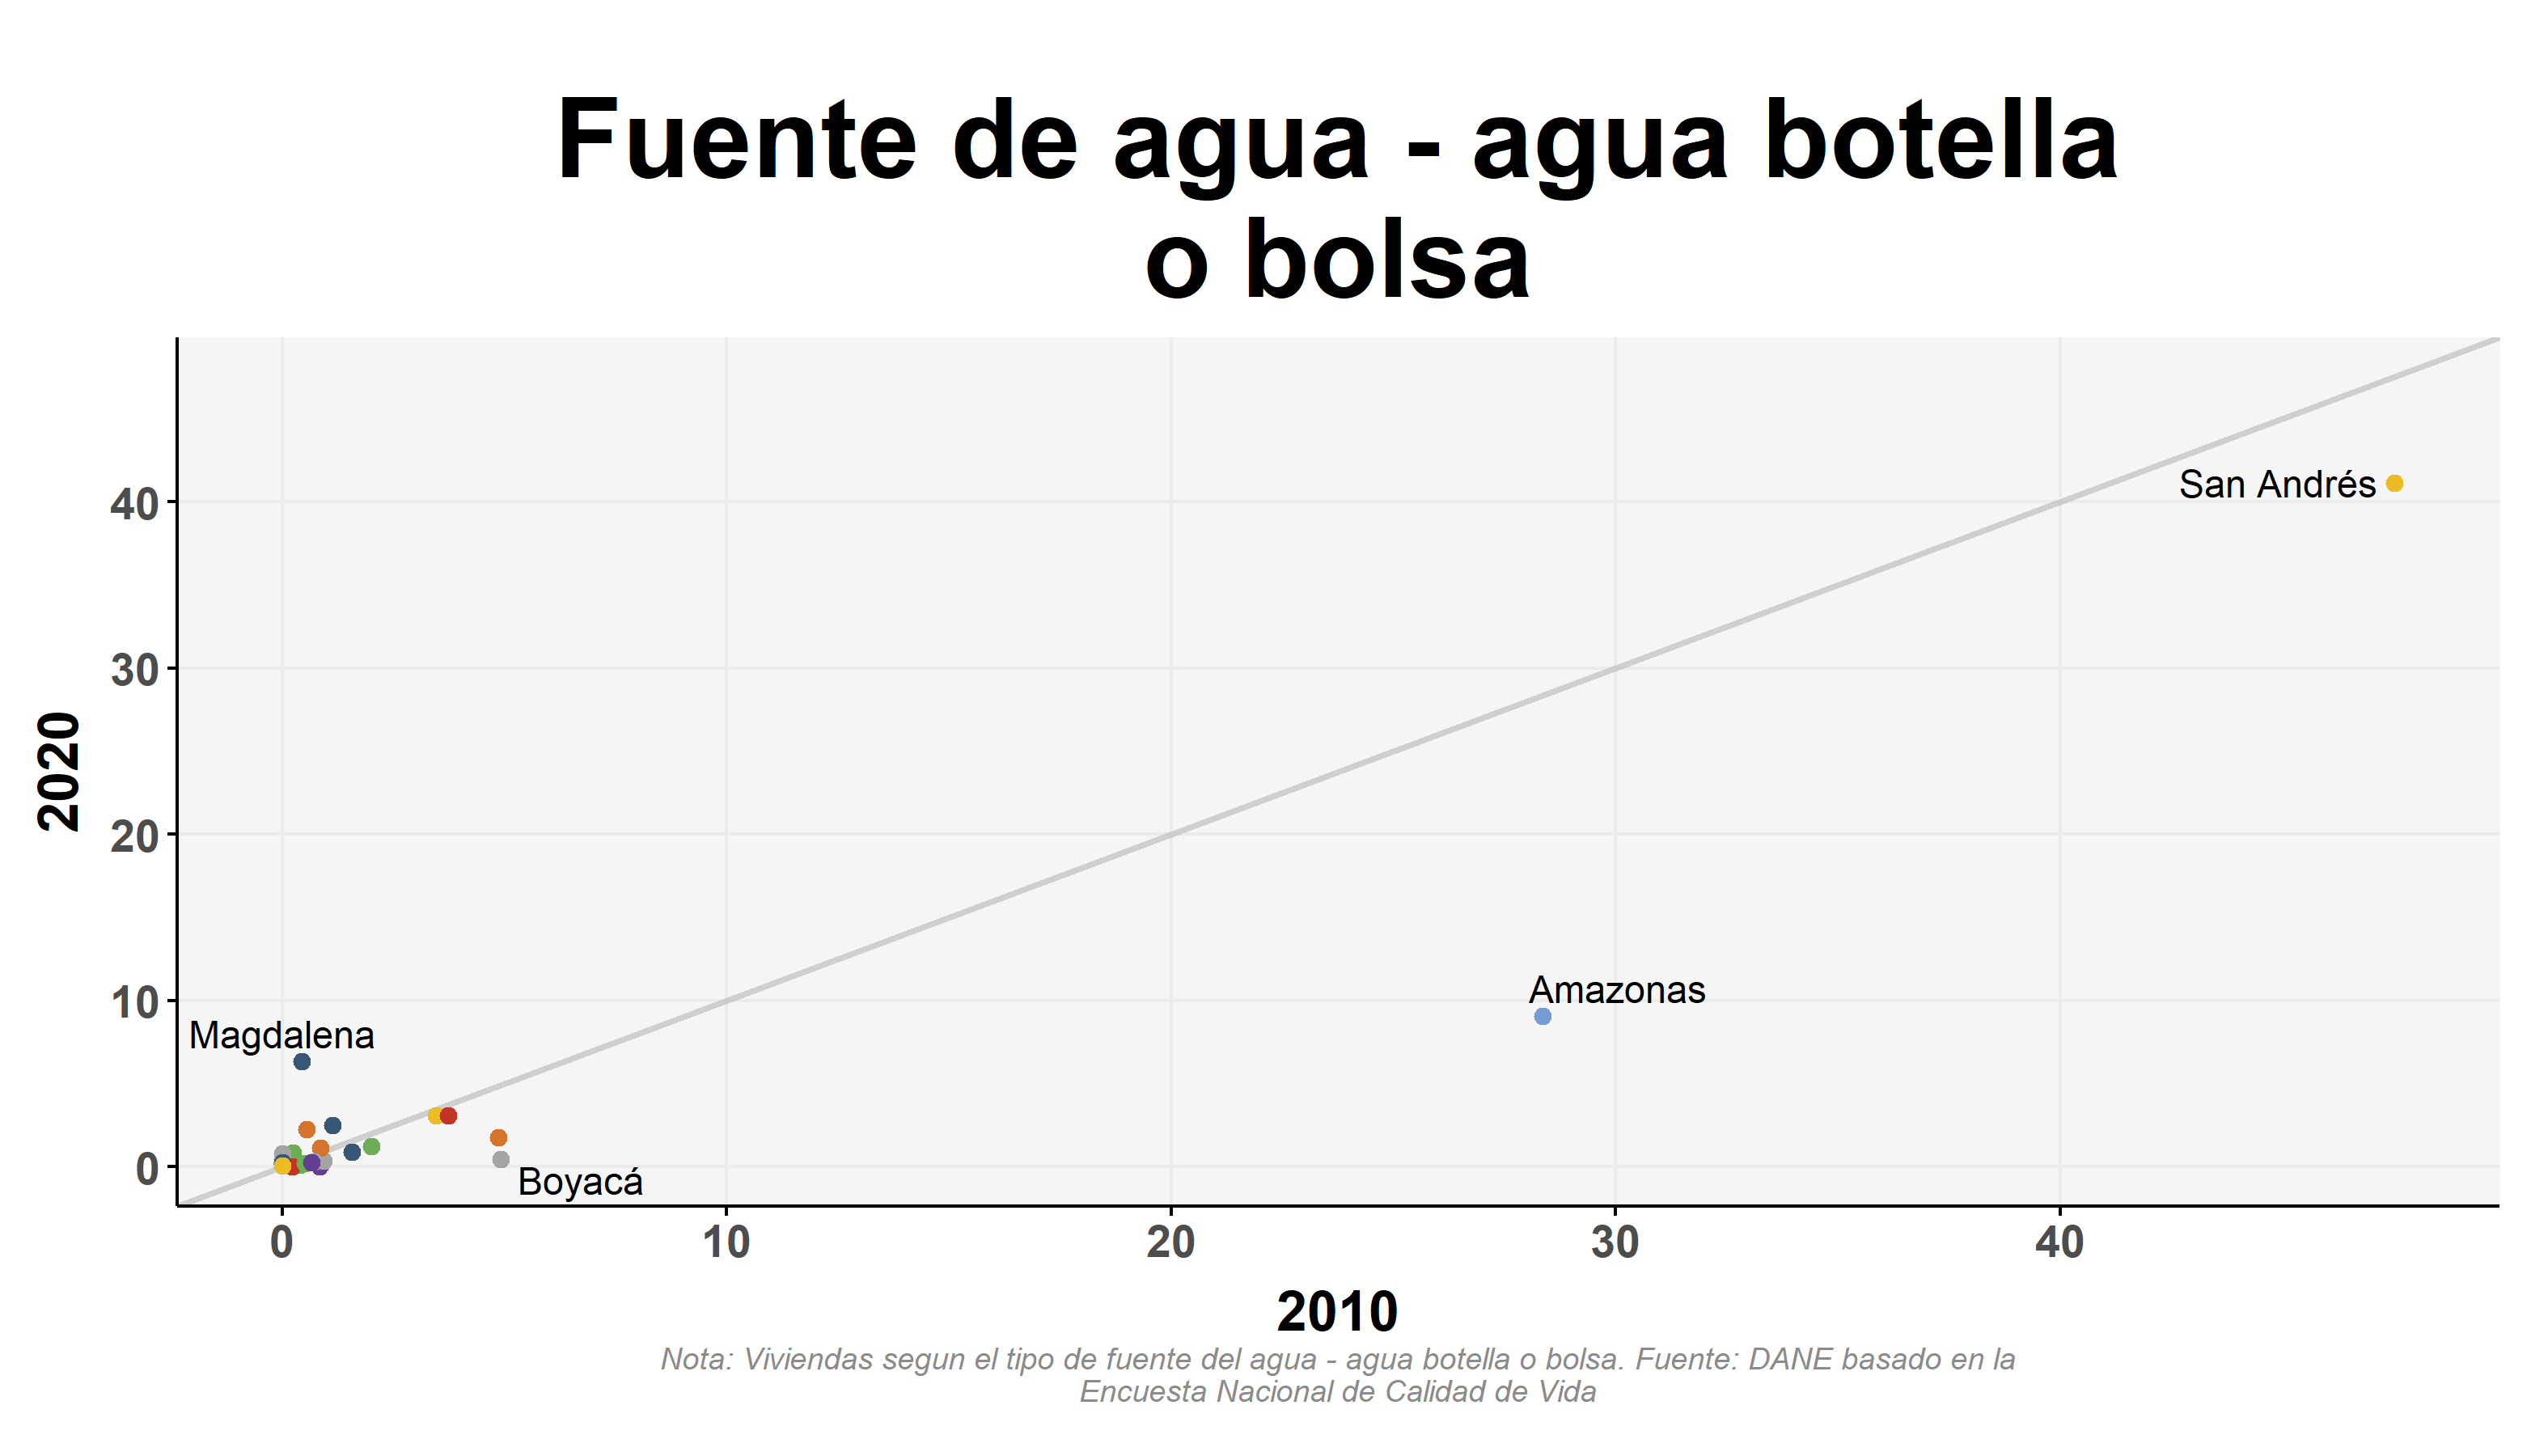 Fuente de agua - agua botella
o bolsa
2020
40
30
20
10
0
San Andrés
Amazonas
Magdalena
Boyacá
0 10 20 30 40
2010
Nota: Viviendas segun el tipo de fuente del agua - agua botella o bolsa. Fuente: DANE basado en la
Encuesta Nacional de Calidad de Vida